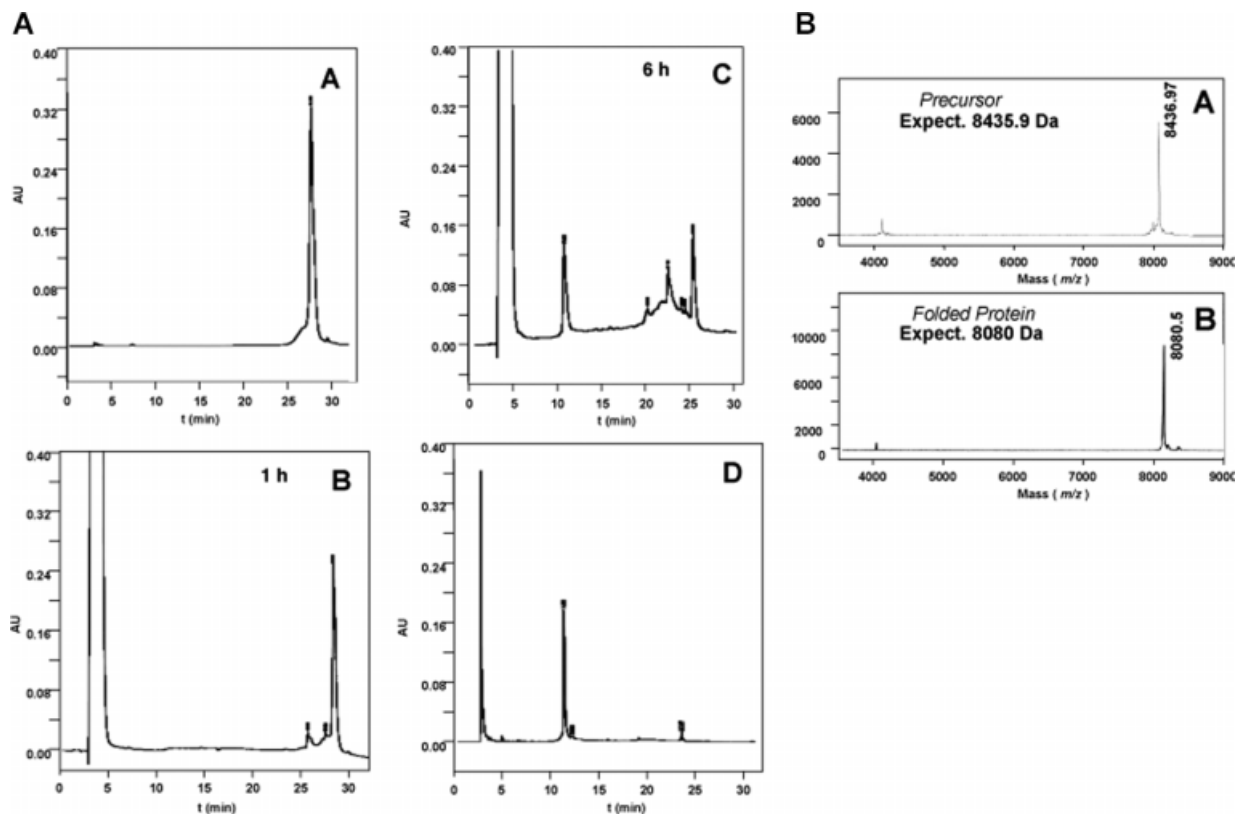 A
B
0.40
0.32
0.24
0.16
0.08
0.00
AU
A
0 5 10 15 20 25 30
t (min)
0.40
0.32
0.24
0.16
0.08
0.00
AU
6 h
C
0 5 10 15 20 25 30
t (min)
0.40
0.32
0.24
0.16
0.08
0.00
AU
1 h
B
0 5 10 15 20 25 30
t (min)
0.40
0.32
0.24
0.16
0.08
0.00
AU
D
0 5 10 15 20 25 30
t (min)
Precursor
Expect. 8435.9 Da
8436.97
A
6000
4000
2000
0
4000 5000 6000 7000 8000 9000
Mass ( m/z )
Folded Protein
Expect. 8080 Da
8080.5
B
10000
8000
6000
4000
2000
0
4000 5000 6000 7000 8000 9000
Mass ( m/z )